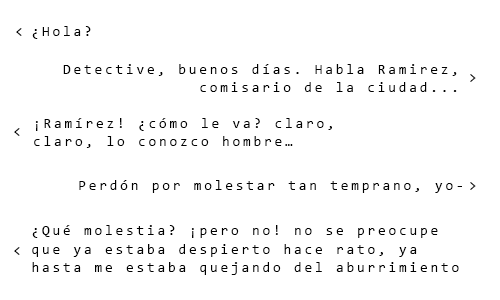 < ¿Hola?
Detective, buenos días. Habla Ramirez,
comisario de la ciudad... >
< ¡Ramírez! ¿cómo le va? claro,
claro, lo conozco hombre…
Perdón por molestar tan temprano, yo- >
¿Qué molestia? ¡pero no! no se preocupe
< que ya estaba despierto hace rato, ya
hasta me estaba quejando del aburrimiento